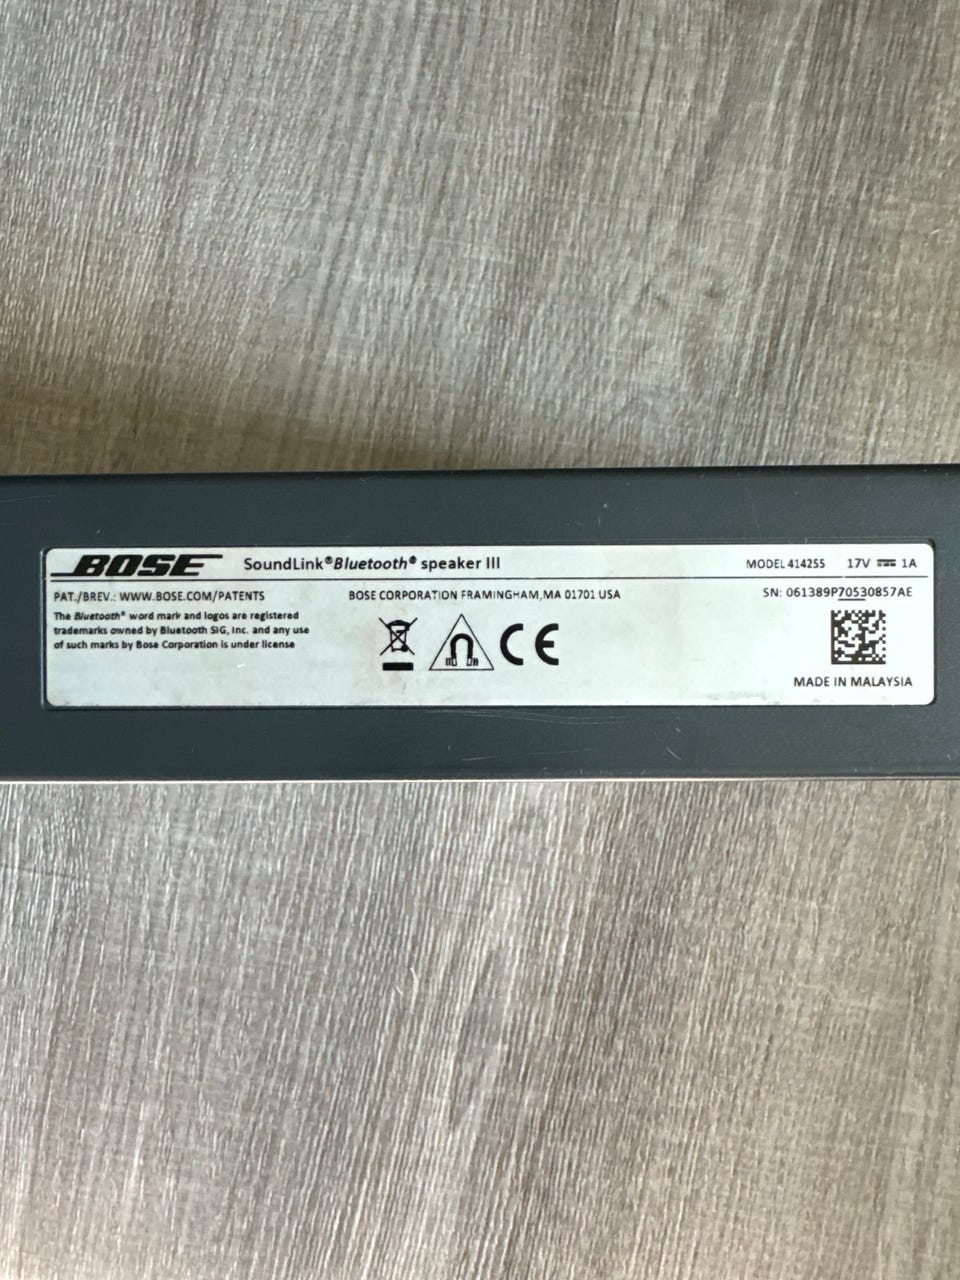 BOSE SoundLink® Bluetooth® speaker III MODEL 414255 17V ⎓ 1A
PAT./BREV.: WWW.BOSE.COM/PATENTS BOSE CORPORATION FRAMINGHAM,MA 01701 USA SN: 061389P70530857AE
The Bluetooth® word mark and logos are registered
trademarks owned by Bluetooth SIG, Inc. and any use
of such marks by Bose Corporation is under license
CE
MADE IN MALAYSIA